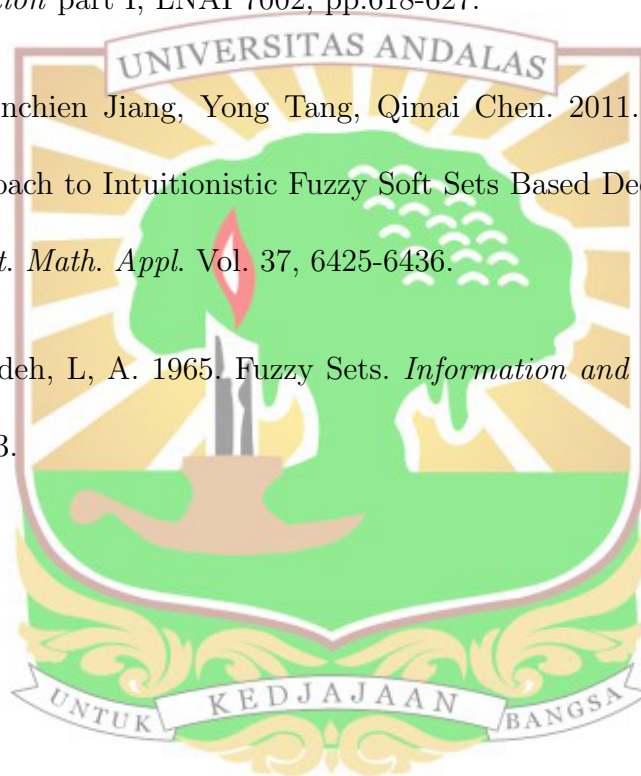 tion part I, LNAI 7002, pp.618-627.
UNIVERSITAS ANDALAS
nchien Jiang, Yong Tang, Qimai Chen. 2011.
oach to Intuitionistic Fuzzy Soft Sets Based De
t. Math. Appl. Vol. 37, 6425-6436.
deh, L, A. 1965. Fuzzy Sets. Information and
3.
UNTUK KEDJAJAAN BANGSA